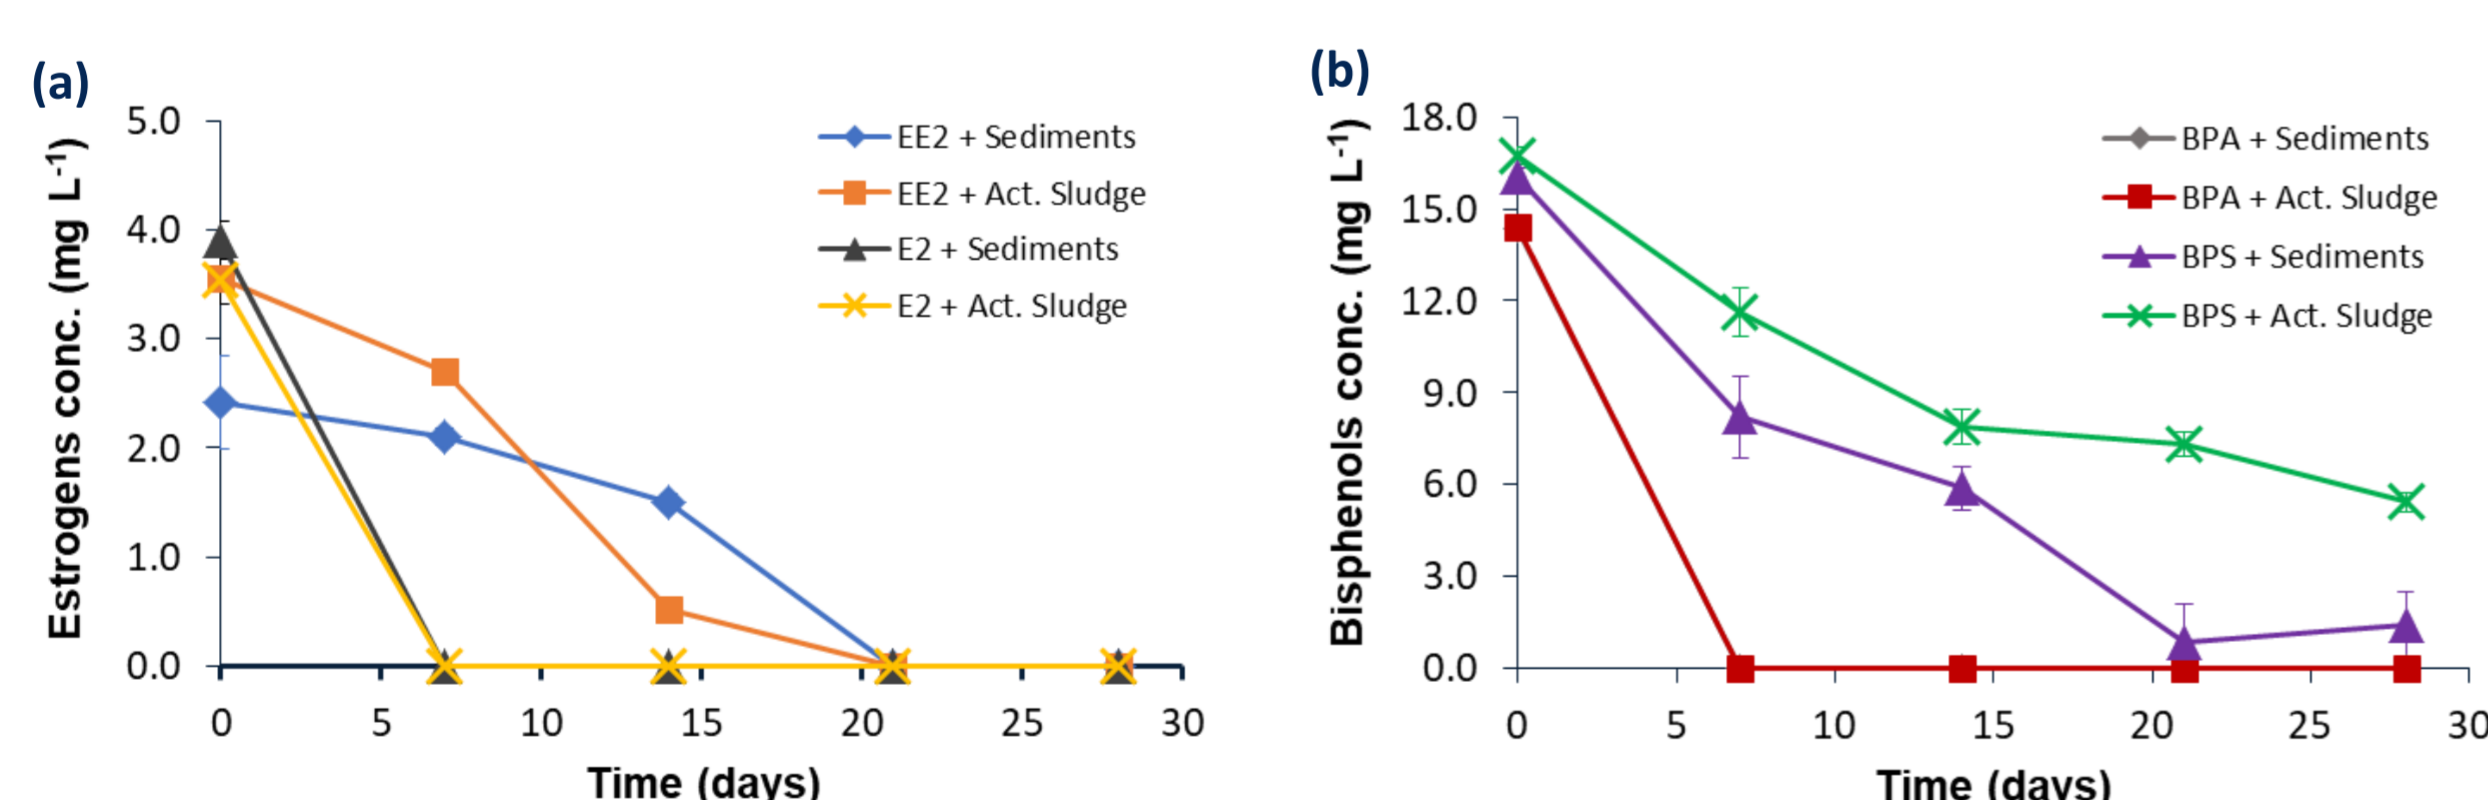 (a)
Estrogens conc. (mg L-1)
5.0
4.0
3.0
2.0
1.0
0.0
0 5 10 15 20 25 30
Time (days)
EE2 + Sediments
EE2 + Act. Sludge
E2 + Sediments
E2 + Act. Sludge
(b)
Bisphenols conc. (mg L-1)
18.0
15.0
12.0
9.0
6.0
3.0
0.0
0 5 10 15 20 25 30
Time (days)
BPA + Sediments
BPA + Act. Sludge
BPS + Sediments
BPS + Act. Sludge